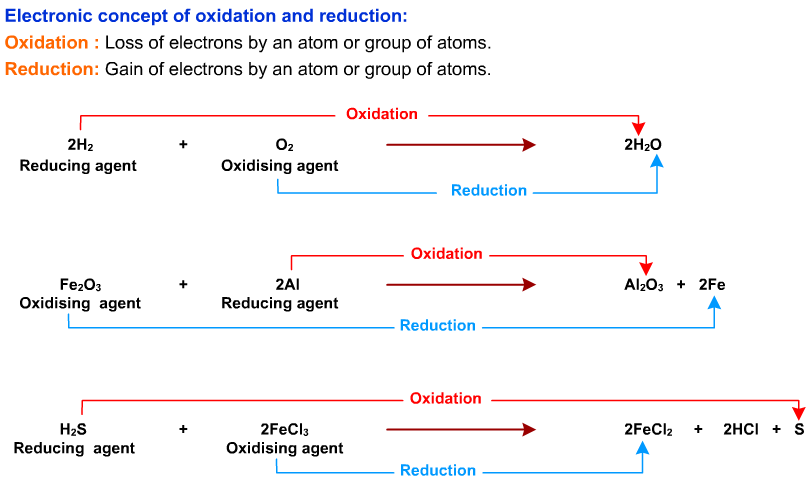 Electronic concept of oxidation and reduction:
Oxidation : Loss of electrons by an atom or group of atoms.
Reduction: Gain of electrons by an atom or group of atoms.
Oxidation
2H₂ + O₂ 2H₂O
Reducing agent Oxidising agent
Reduction
Oxidation
Fe₂O₃ + 2Al Al₂O₃ + 2Fe
Oxidising agent Reducing agent
Reduction
Oxidation
H₂S + 2FeCl₃ 2FeCl₂ + 2HCl + S
Reducing agent Oxidising agent
Reduction